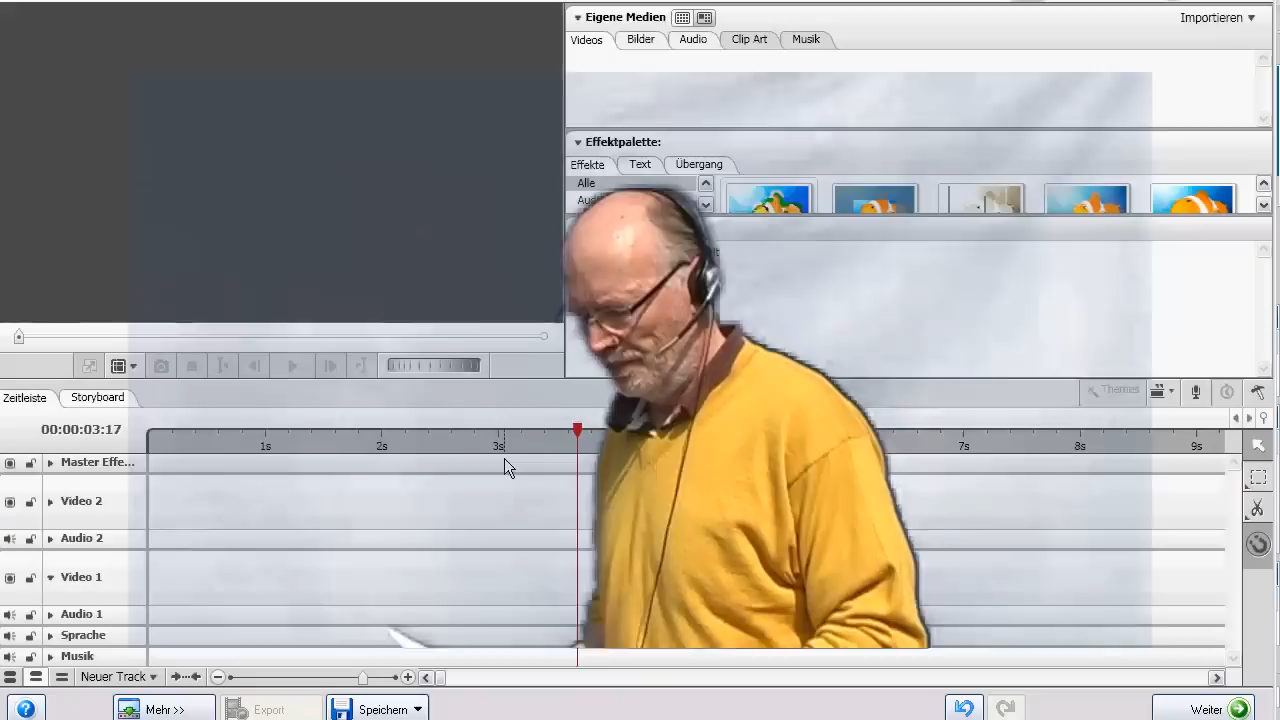 Eigene Medien
Importieren
Videos Bilder Audio Clip Art Musik
Effektpalette:
Effekte Text Übergang
Alle
Themes
Zeitleiste Storyboard
00:00:03:17
1s 2s 3s 7s 8s 9s
Master Effe...
Video 2
Audio 2
Video 1
Audio 1
Sprache
Musik
Neuer Track
Mehr >> Export Speichern Weiter